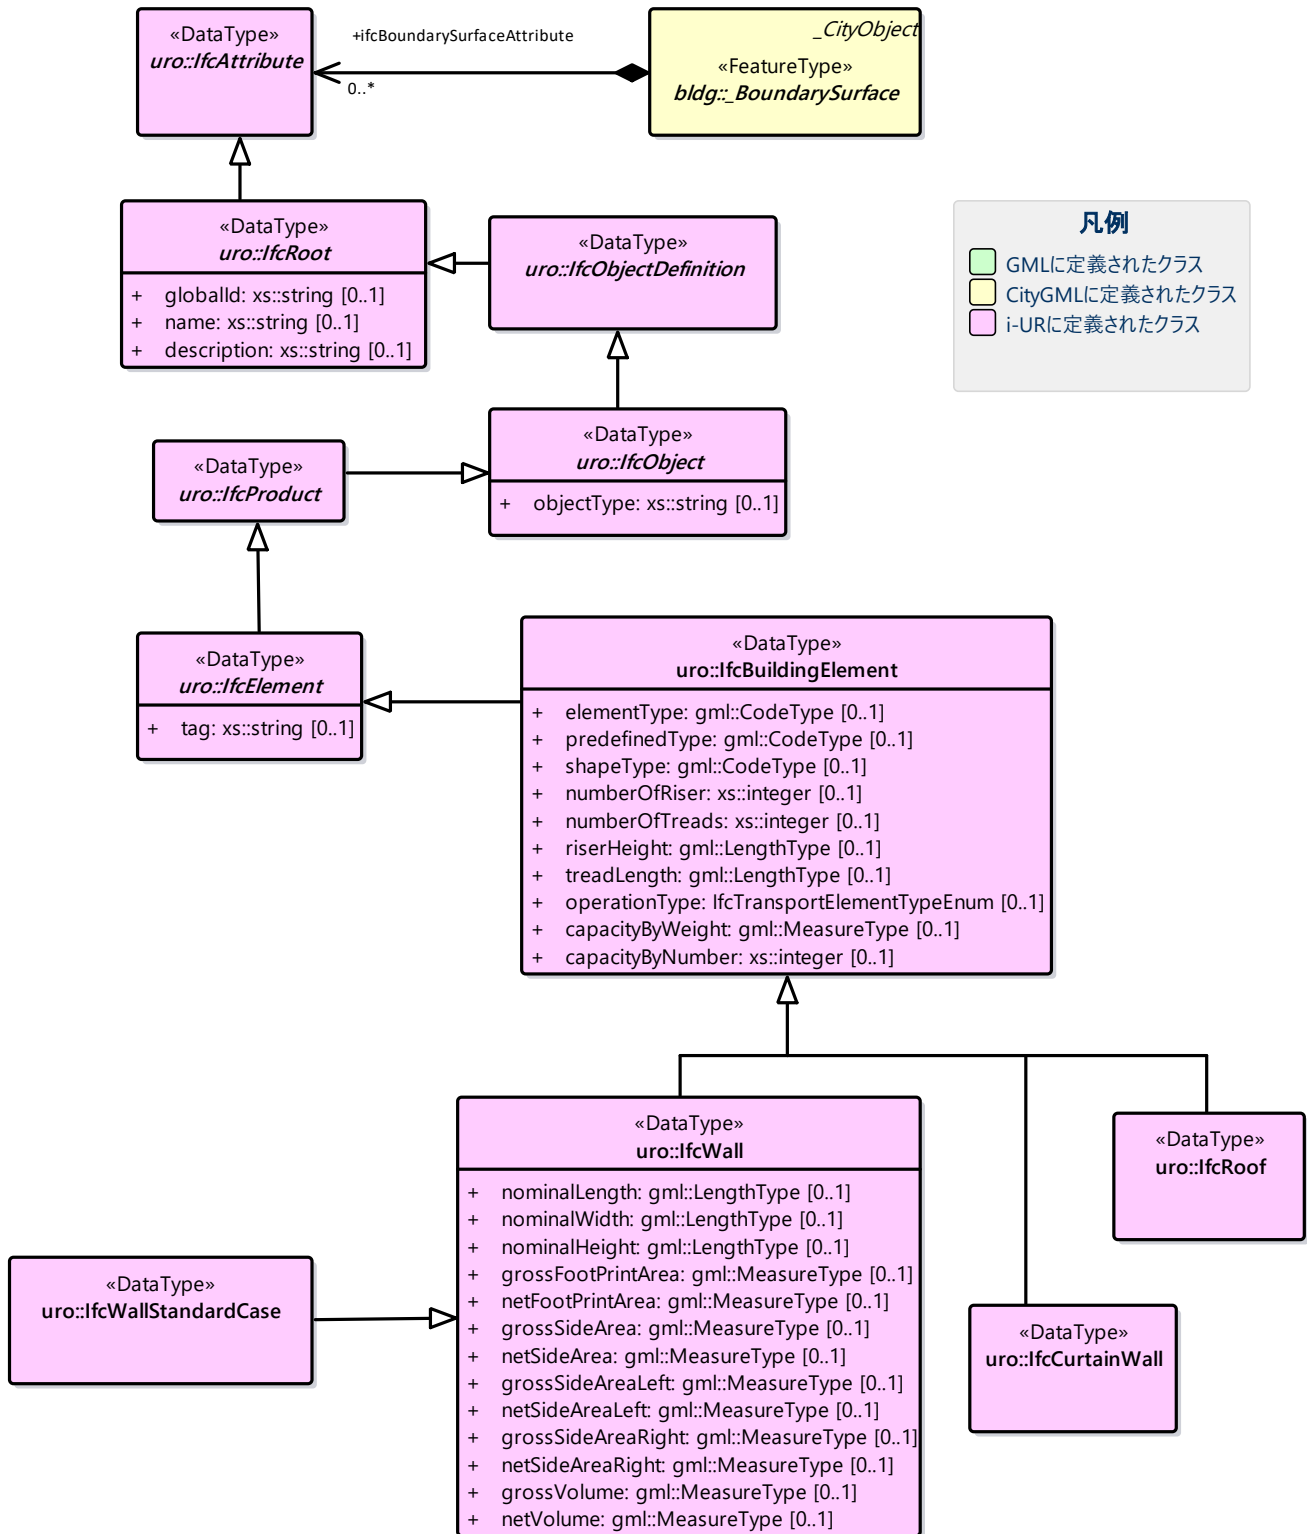 «DataType»
uro::IfcAttribute
+ifcBoundarySurfaceAttribute
0..*
_CityObject
«FeatureType»
bldg::_BoundarySurface
«DataType»
uro::IfcRoot
+ globalId: xs::string [0..1]
+ name: xs::string [0..1]
+ description: xs::string [0..1]
«DataType»
uro::IfcObjectDefinition
凡例
GMLに定義されたクラス
CityGMLに定義されたクラス
i-URに定義されたクラス
«DataType»
uro::IfcProduct
«DataType»
uro::IfcObject
+ objectType: xs::string [0..1]
«DataType»
uro::IfcElement
+ tag: xs::string [0..1]
«DataType»
uro::IfcBuildingElement
+ elementType: gml::CodeType [0..1]
+ predefinedType: gml::CodeType [0..1]
+ shapeType: gml::CodeType [0..1]
+ numberOfRiser: xs::integer [0..1]
+ numberOfTreads: xs::integer [0..1]
+ riserHeight: gml::LengthType [0..1]
+ treadLength: gml::LengthType [0..1]
+ operationType: IfcTransportElementTypeEnum [0..1]
+ capacityByWeight: gml::MeasureType [0..1]
+ capacityByNumber: xs::integer [0..1]
«DataType»
uro::IfcWall
+ nominalLength: gml::LengthType [0..1]
+ nominalWidth: gml::LengthType [0..1]
+ nominalHeight: gml::LengthType [0..1]
+ grossFootPrintArea: gml::MeasureType [0..1]
+ netFootPrintArea: gml::MeasureType [0..1]
+ grossSideArea: gml::MeasureType [0..1]
+ netSideArea: gml::MeasureType [0..1]
+ grossSideAreaLeft: gml::MeasureType [0..1]
+ netSideAreaLeft: gml::MeasureType [0..1]
+ grossSideAreaRight: gml::MeasureType [0..1]
+ netSideAreaRight: gml::MeasureType [0..1]
+ grossVolume: gml::MeasureType [0..1]
+ netVolume: gml::MeasureType [0..1]
«DataType»
uro::IfcRoof
«DataType»
uro::IfcWallStandardCase
«DataType»
uro::IfcCurtainWall